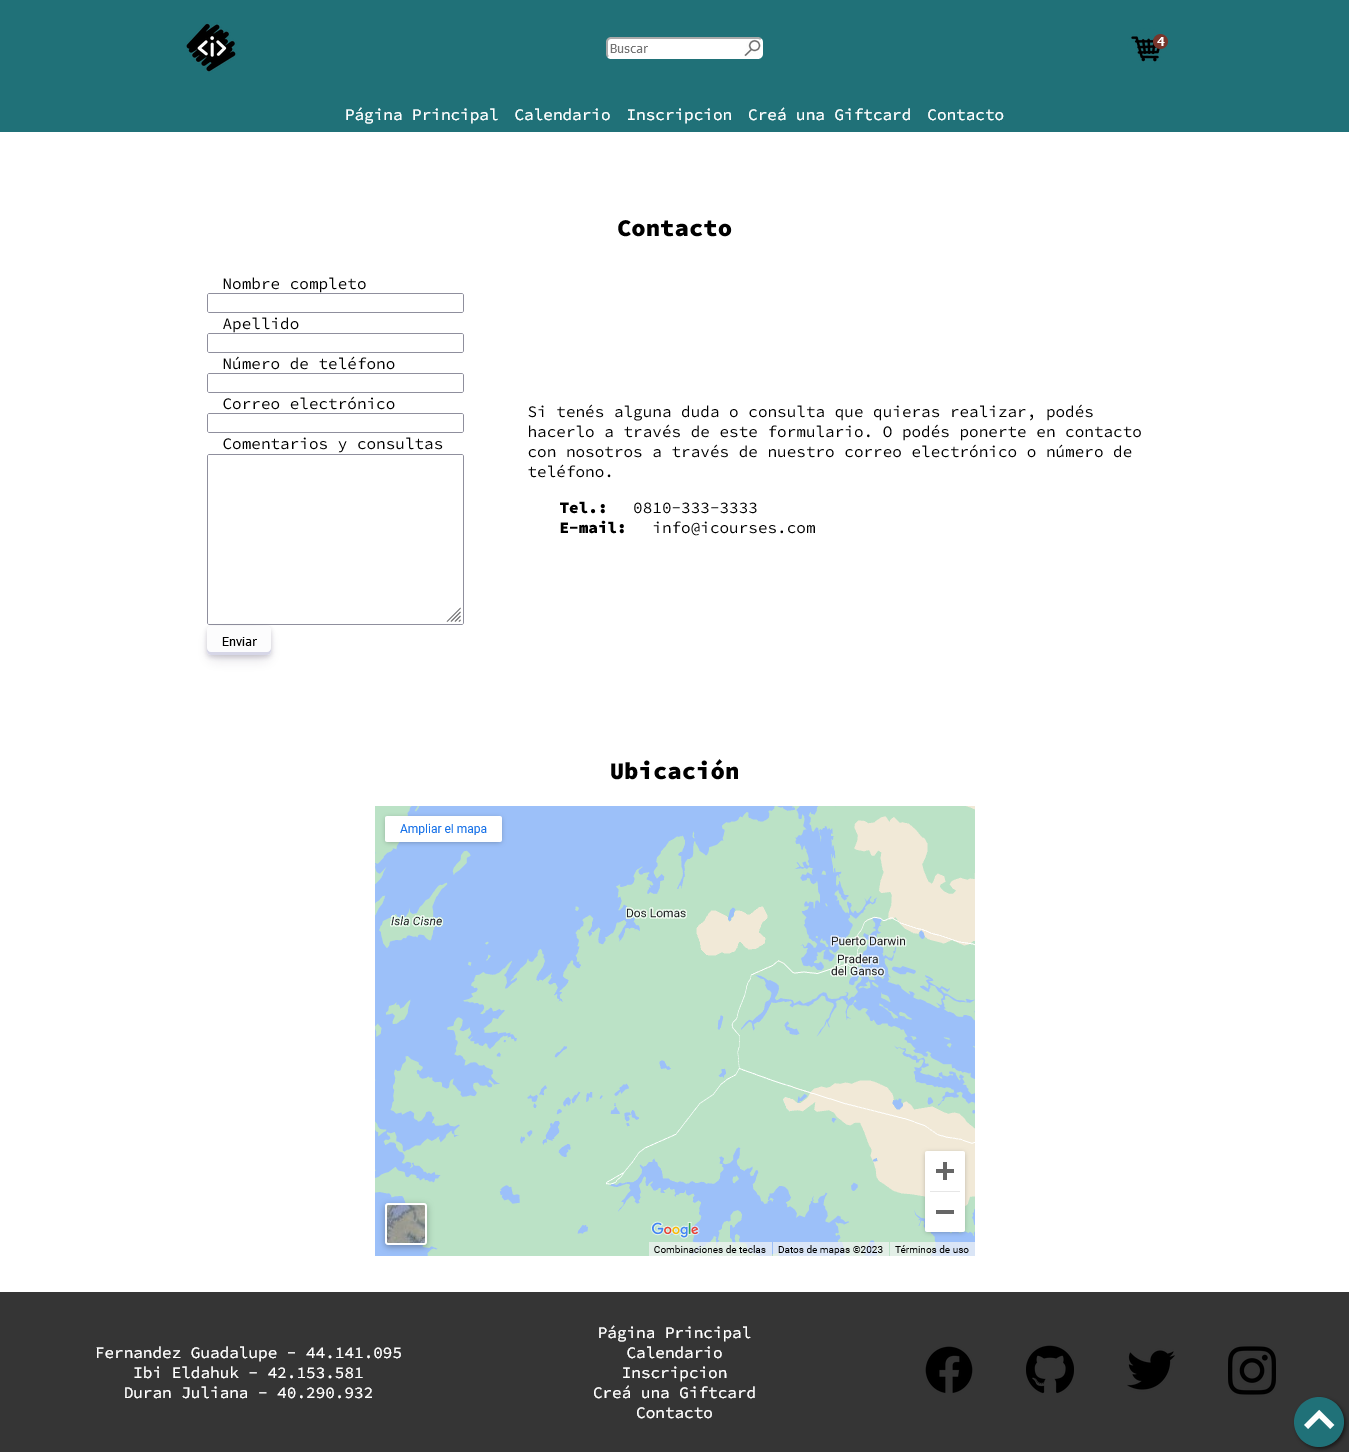 <i>
Buscar
4
Página Principal Calendario Inscripcion Creá una Giftcard Contacto
Contacto
Nombre completo
Apellido
Número de teléfono
Correo electrónico
Comentarios y consultas
Enviar
Si tenés alguna duda o consulta que quieras realizar, podés
hacerlo a través de este formulario. O podés ponerte en contacto
con nosotros a través de nuestro correo electrónico o número de
teléfono.
Tel.: 0810-333-3333
E-mail: info@icourses.com
Ubicación
Ampliar el mapa
Isla Cisne
Dos Lomas
Puerto Darwin
Pradera
del Ganso
Google
Combinaciones de teclas Datos de mapas ©2023 Términos de uso
Fernandez Guadalupe - 44.141.095
Ibi Eldahuk - 42.153.581
Duran Juliana - 40.290.932
Página Principal
Calendario
Inscripcion
Creá una Giftcard
Contacto